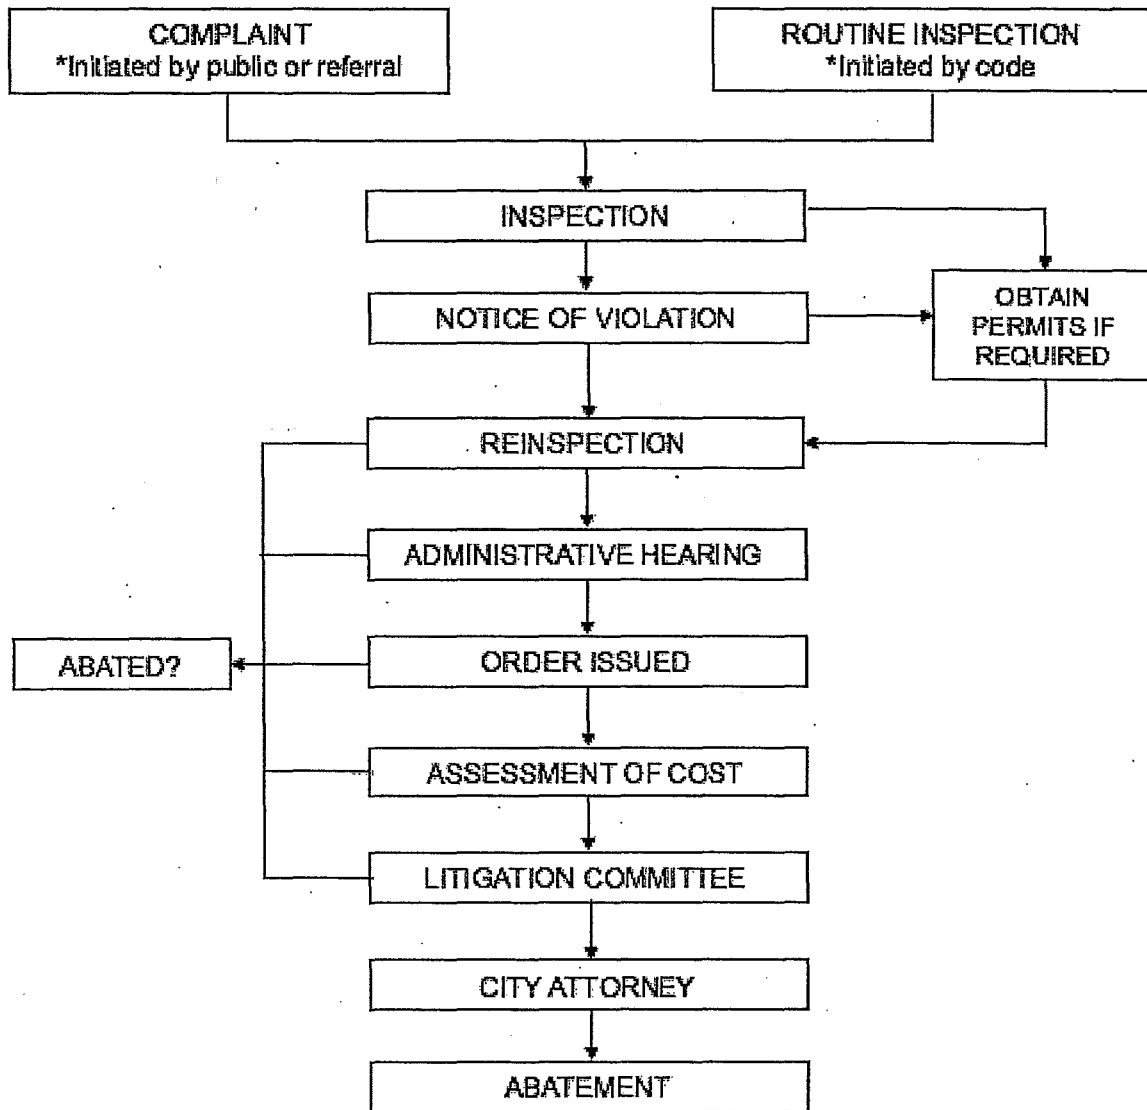 COMPLAINT
*Initiated by public or referral
ROUTINE INSPECTION
*Initiated by code
INSPECTION
NOTICE OF VIOLATION
OBTAIN
PERMITS IF
REQUIRED
REINSPECTION
ADMINISTRATIVE HEARING
ABATED?
ORDER ISSUED
ASSESSMENT OF COST
LITIGATION COMMITTEE
CITY ATTORNEY
ABATEMENT